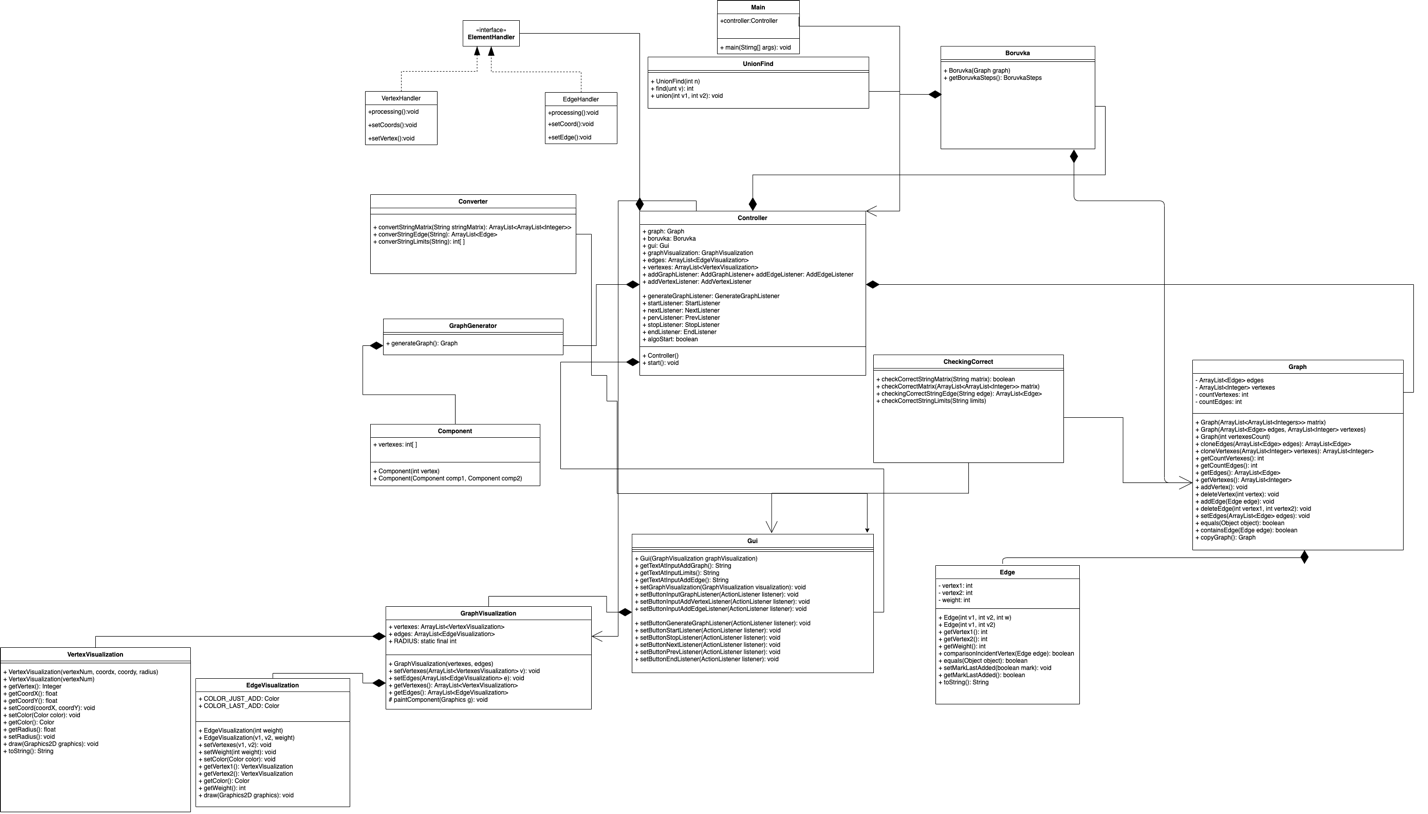 Main
+controller:Controller
+ main(Stirng[] args): void
«interface»
ElementHandler
UnionFind
+ UnionFind(int n)
+ find(unt v): int
+ union(int v1, int v2): void
Boruvka
+ Boruvka(Graph graph)
+ getBoruvkaSteps(): BoruvkaSteps
VertexHandler
+processing():void
+setCoords():void
+setVertex():void
EdgeHandler
+processing():void
+setCoord():void
+setEdge():void
Converter
+ convertStringMatrix(String stringMatrix): ArrayList<ArrayList<Integer>>
+ converStringEdge(String): ArrayList<Edge>
+ converStringLimits(String): int[ ]
Controller
+ graph: Graph
+ boruvka: Boruvka
+ gui: Gui
+ graphVisualization: GraphVisualization
+ edges: ArrayList<EdgeVisualization>
+ vertexes: ArrayList<VertexVisualization>
+ addGraphListener: AddGraphListener+ addEdgeListener: AddEdgeListener
+ addVertexListener: AddVertexListener
+ generateGraphListener: GenerateGraphListener
+ startListener: StartListener
+ nextListener: NextListener
+ pervListener: PrevListener
+ stopListener: StopListener
+ endListener: EndListener
+ algoStart: boolean
+ Controller()
+ start(): void
GraphGenerator
+ generateGraph(): Graph
CheckingCorrect
+ checkCorrectStringMatrix(String matrix): boolean
+ checkCorrectMatrix(ArrayList<ArrayList<Integer>> matrix)
+ checkingCorrectStringEdge(String edge): ArrayList<Edge>
+ checkCorrectStringLimits(String limits)
Graph
- ArrayList<Edge> edges
- ArrayList<Integer> vertexes
- countVertexes: int
- countEdges: int
+ Graph(ArrayList<ArrayList<Integers>> matrix)
+ Graph(ArrayList<Edge> edges, ArrayList<Integer> vertexes)
+ Graph(int vertexesCount)
+ cloneEdges(ArrayList<Edge> edges): ArrayList<Edge>
+ cloneVertexes(ArrayList<Integer> vertexes): ArrayList<Integer>
+ getCountVertexes(): int
+ getCountEdges(): int
+ getEdges(): ArrayList<Edge>
+ getVertexes(): ArrayList<Integer>
+ addVertex(): void
+ deleteVertex(int vertex): void
+ addEdge(Edge edge): void
+ deleteEdge(int vertex1, int vertex2): void
+ setEdges(ArrayList<Edge> edges): void
+ equals(Object object): boolean
+ containsEdge(Edge edge): boolean
+ copyGraph(): Graph
Component
+ vertexes: int[ ]
+ Component(int vertex)
+ Component(Component comp1, Component comp2)
Gui
+ Gui(GraphVisualization graphVisualization)
+ getTextAtInputAddGraph(): String
+ getTextAtInputLimits(): String
+ getTextAtInputAddEdge(): String
+ setGraphVisualization(GraphVisualization visualization): void
+ setButtonInputGraphListener(ActionListener listener): void
+ setButtonInputAddVertexListener(ActionListener listener): void
+ setButtonInputAddEdgeListener(ActionListener listener): void
+ setButtonGenerateGraphListener(ActionListener listener): void
+ setButtonStartListener(ActionListener listener): void
+ setButtonStopListener(ActionListener listener): void
+ setButtonNextListener(ActionListener listener): void
+ setButtonPrevListener(ActionListener listener): void
+ setButtonEndListener(ActionListener listener): void
Edge
- vertex1: int
- vertex2: int
- weight: int
+ Edge(int v1, int v2, int w)
+ Edge(int v1, int v2)
+ getVertex1(): int
+ getVertex2(): int
+ getWeight(): int
+ comparisonIncidentVertex(Edge edge): boolean
+ equals(Object object): boolean
+ setMarkLastAdded(boolean mark): void
+ getMarkLastAdded(): boolean
+ toString(): String
GraphVisualization
+ vertexes: ArrayList<VertexVisualization>
+ edges: ArrayList<EdgeVisualization>
+ RADIUS: static final int
+ GraphVisualization(vertexes, edges)
+ setVertexes(ArrayList<VertexesVisualization> v): void
+ setEdges(ArrayList<EdgeVisualization> e): void
+ getVertexes(): ArrayList<VertexVisualization>
+ getEdges(): ArrayList<EdgeVisualization>
# paintComponent(Graphics g): void
VertexVisualization
+ VertexVisualization(vertexNum, coordx, coordy, radius)
+ VertexVisualization(vertexNum)
+ getVertex(): Integer
+ getCoordX(): float
+ getCoordY(): float
+ setCoord(coordX, coordY): void
+ setColor(Color color): void
+ getColor(): Color
+ getRadius(): float
+ setRadius(): void
+ draw(Graphics2D graphics): void
+ toString(): String
EdgeVisualization
+ COLOR_JUST_ADD: Color
+ COLOR_LAST_ADD: Color
+ EdgeVisualization(int weight)
+ EdgeVisualization(v1, v2, weight)
+ setVertexes(v1, v2): void
+ setWeight(int weight): void
+ setColor(Color color): void
+ getVertex1(): VertexVisualization
+ getVertex2(): VertexVisualization
+ getColor(): Color
+ getWeight(): int
+ draw(Graphics2D graphics): void